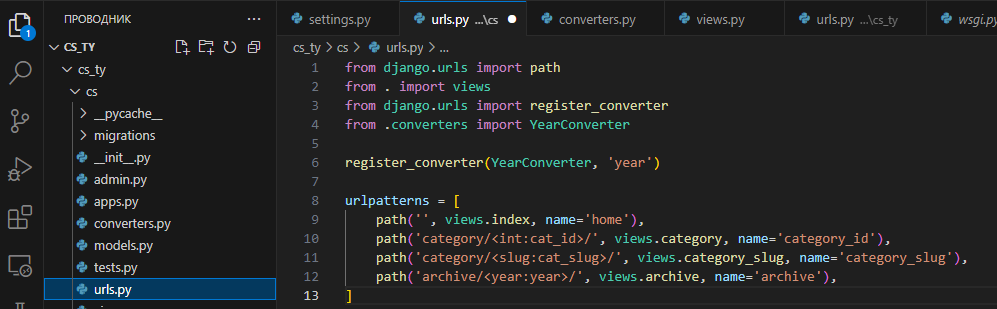 ПРОВОДНИК
settings.py
urls.py ...\cs
converters.py
views.py
urls.py ...\cs_ty
wsgi.py
1
CS_TY
cs_ty > cs > urls.py > ...
cs_ty
cs
__pycache__
migrations
__init__.py
admin.py
apps.py
converters.py
models.py
tests.py
urls.py
1 from django.urls import path
2 from . import views
3 from django.urls import register_converter
4 from .converters import YearConverter
5
6 register_converter(YearConverter, 'year')
7
8 urlpatterns = [
9     path('', views.index, name='home'),
10     path('category/<int:cat_id>/', views.category, name='category_id'),
11     path('category/<slug:cat_slug>/', views.category_slug, name='category_slug'),
12     path('archive/<year:year>/', views.archive, name='archive'),
13 ]